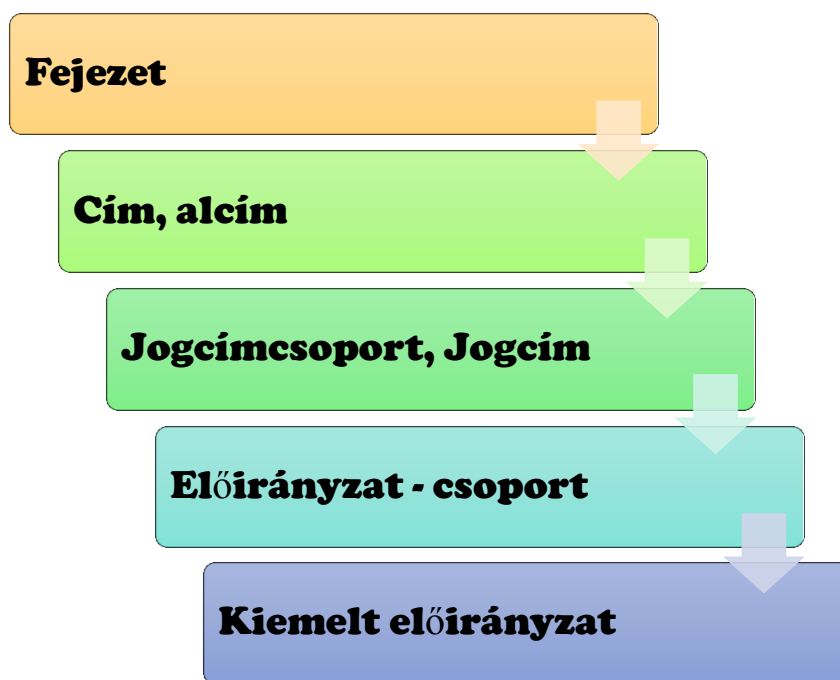 Fejezet
Cím, alcím
Jogcímcsoport, Jogcím
Előirányzat - csoport
Kiemelt előirányzat